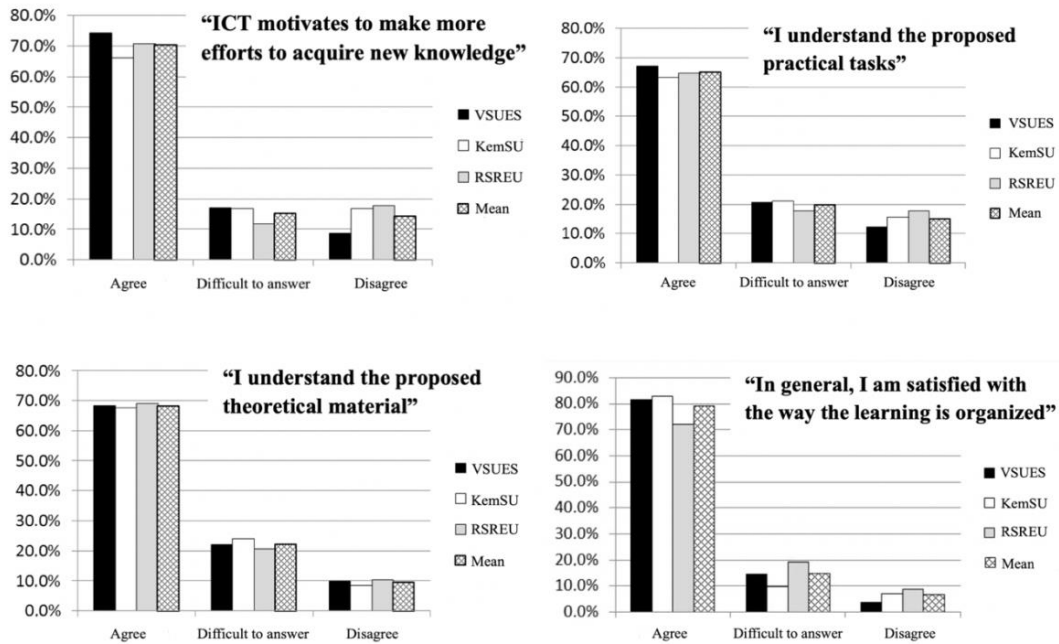 “ICT motivates to make more
efforts to acquire new knowledge”
80.0%
70.0%
60.0%
50.0%
40.0%
30.0%
20.0%
10.0%
0.0%
Agree
Difficult to answer
Disagree
VSUES
KemSU
RSREU
Mean
“I understand the proposed
practical tasks”
80.0%
70.0%
60.0%
50.0%
40.0%
30.0%
20.0%
10.0%
0.0%
Agree
Difficult to answer
Disagree
VSUES
KemSU
RSREU
Mean
“I understand the proposed
theoretical material”
80.0%
70.0%
60.0%
50.0%
40.0%
30.0%
20.0%
10.0%
0.0%
Agree
Difficult to answer
Disagree
VSUES
KemSU
RSREU
Mean
“In general, I am satisfied with
the way the learning is organized”
90.0%
80.0%
70.0%
60.0%
50.0%
40.0%
30.0%
20.0%
10.0%
0.0%
Agree
Difficult to answer
Disagree
VSUES
KemSU
RSREU
Mean